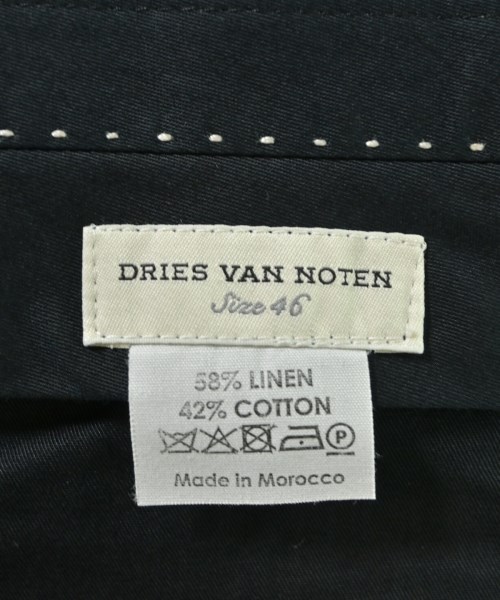 DRIES VAN NOTEN
Size 46
58% LINEN
42% COTTON
P
Made in Morocco